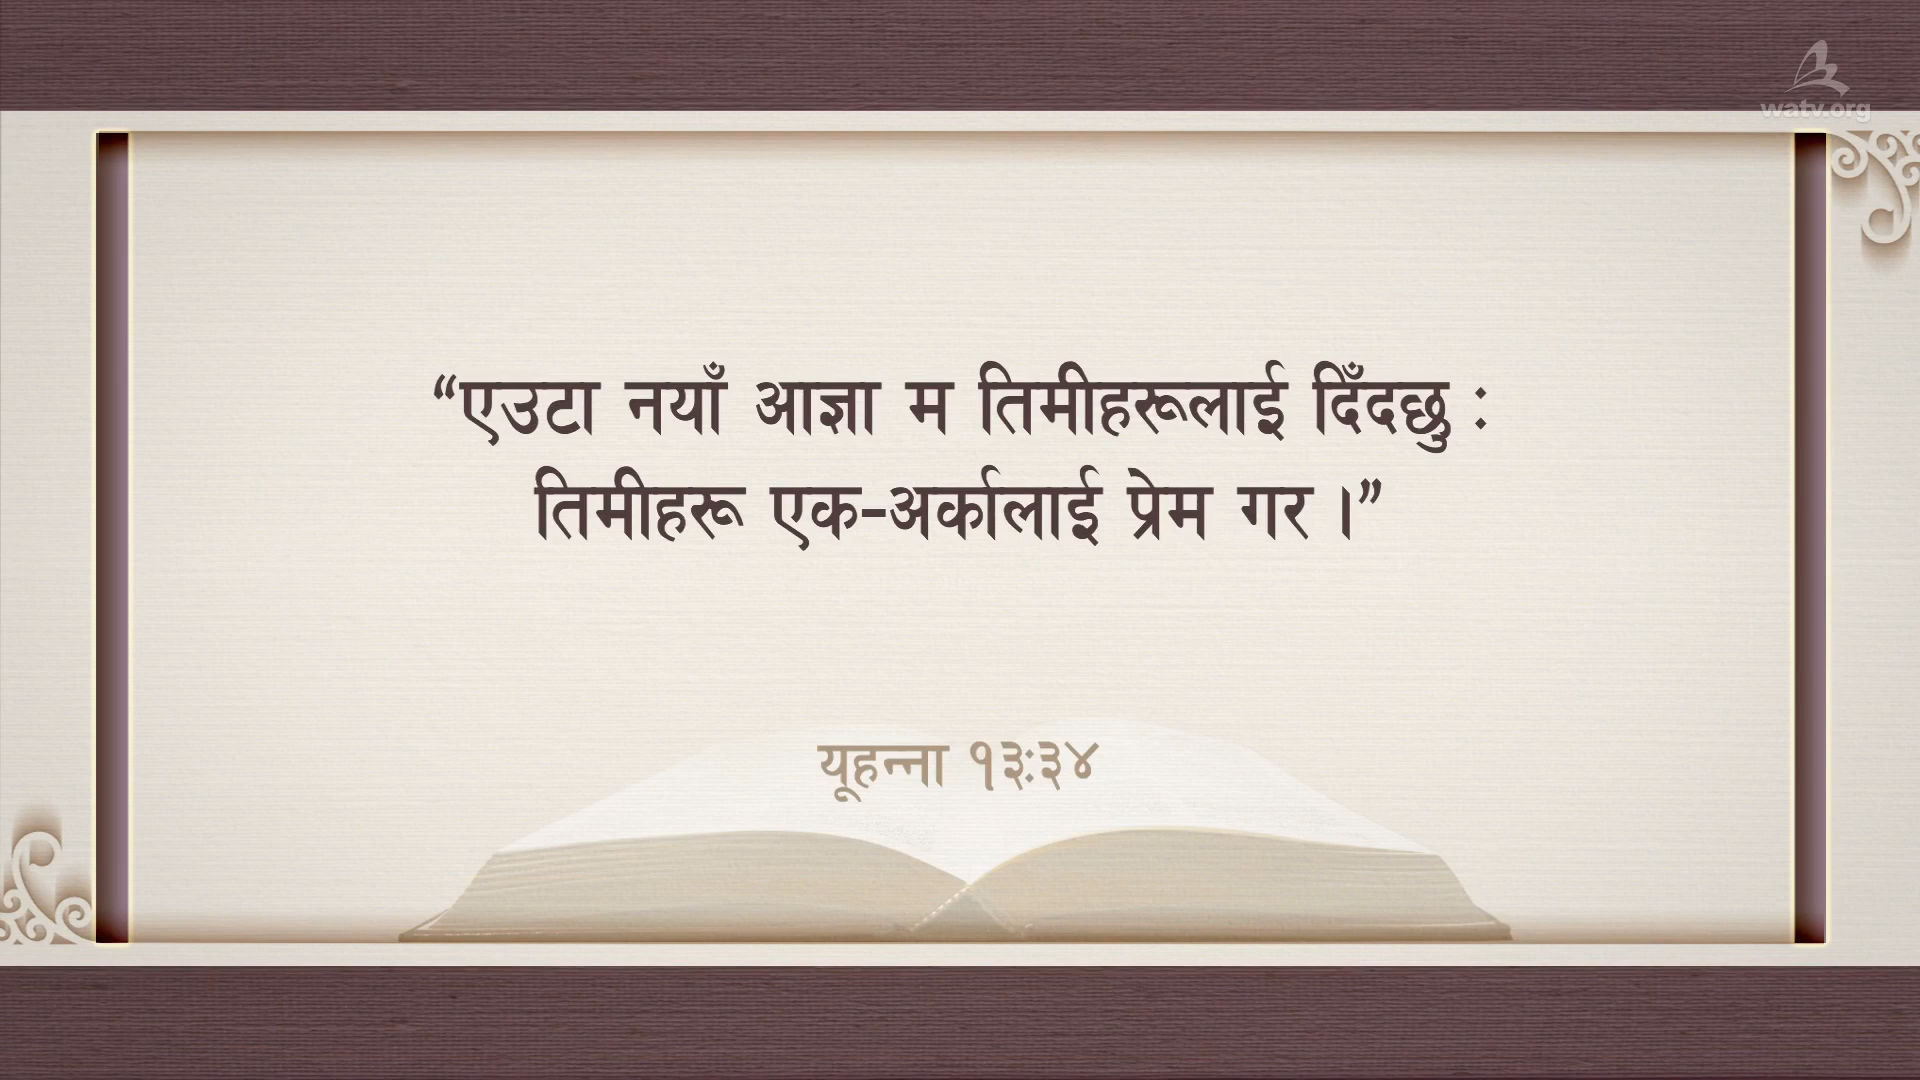 watv.org
“एउटा नयाँ आज्ञा म तिमीहरूलाई दिँदछु :
तिमीहरू एक-अर्कालाई प्रेम गर ।”
यूहन्ना १३:३४